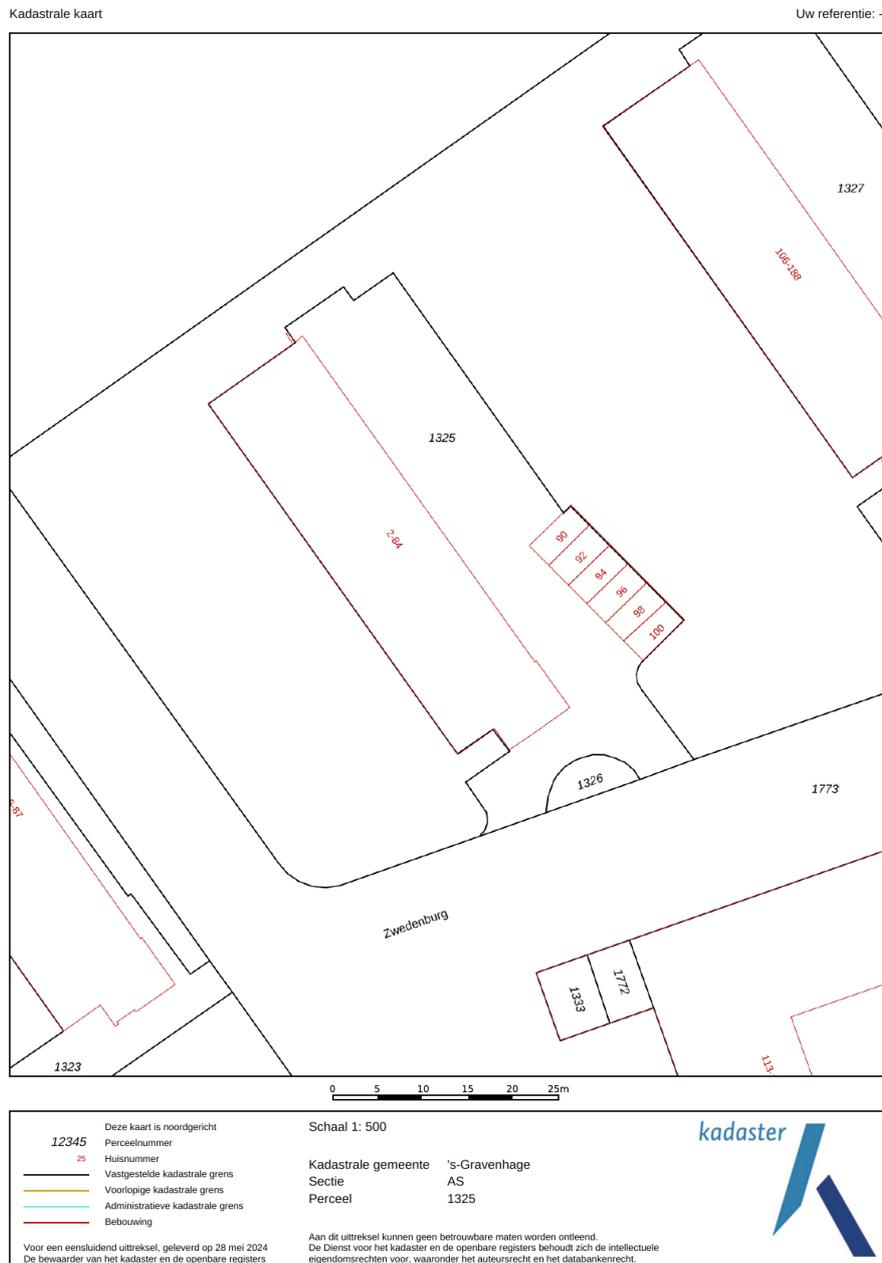 Kadastrale kaart
Uw referentie: -
1327
106-188
1325
2-84
90
92
94
96
98
100
1326
1773
Zwedenburg
1333
1772
1323
113-
0 5 10 15 20 25m
Deze kaart is noordgericht
12345 Perceelnummer
25 Huisnummer
Vastgestelde kadastrale grens
Voorlopige kadastrale grens
Administratieve kadastrale grens
Bebouwing
Voor een eensluidend uittreksel, geleverd op 28 mei 2024
De bewaarder van het kadaster en de openbare registers
Schaal 1: 500
Kadastrale gemeente 's-Gravenhage
Sectie AS
Perceel 1325
Aan dit uittreksel kunnen geen betrouwbare maten worden ontleend.
De Dienst voor het kadaster en de openbare registers behoudt zich de intellectuele
eigendomsrechten voor, waaronder het auteursrecht en het databankenrecht.
kadaster